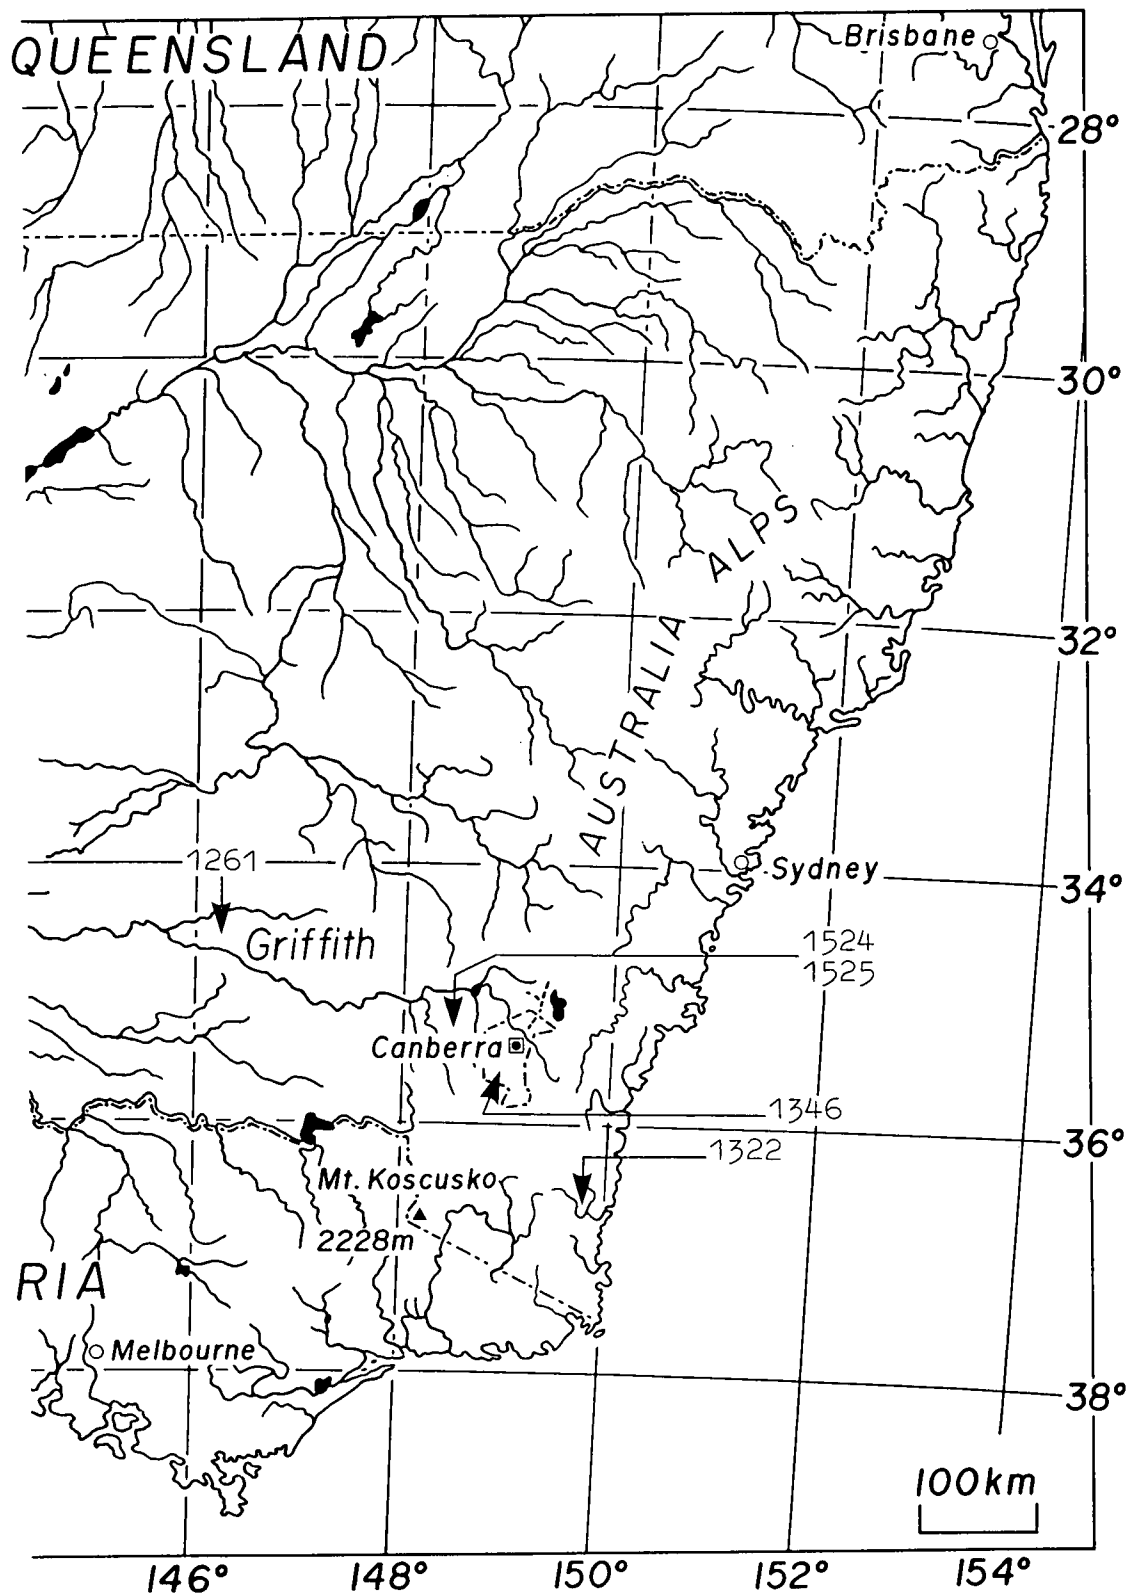 QUEENSLAND
Brisbane
28°
30°
AUSTRALIA ALPS
32°
1261
Sydney
34°
Griffith
1524
1525
Canberra
1346
36°
1322
Mt. Koscusko
2228m
RIA
Melbourne
38°
100km
146° 148° 150° 152° 154°